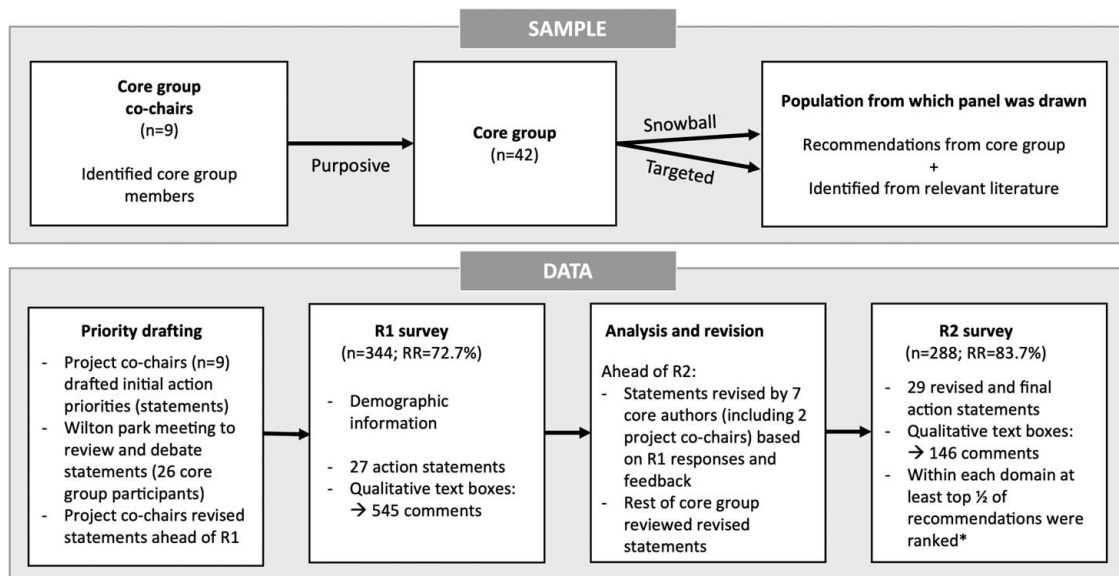 SAMPLE
Core group
co-chairs
(n=9)
Identified core group
members
Purposive
Core group
(n=42)
Snowball
Targeted
Population from which panel was drawn
Recommendations from core group
+
Identified from relevant literature
DATA
Priority drafting
- Project co-chairs (n=9)
drafted initial action
priorities (statements)
- Wilton park meeting to
review and debate
statements (26 core
group participants)
- Project co-chairs revised
statements ahead of R1
R1 survey
(n=344; RR=72.7%)
- Demographic
information
- 27 action statements
- Qualitative text boxes:
→ 545 comments
Analysis and revision
Ahead of R2:
- Statements revised by 7
core authors (including 2
project co-chairs) based
on R1 responses and
feedback
- Rest of core group
reviewed revised
statements
R2 survey
(n=288; RR=83.7%)
- 29 revised and final
action statements
- Qualitative text boxes:
→ 146 comments
- Within each domain at
least top ½ of
recommendations were
ranked*